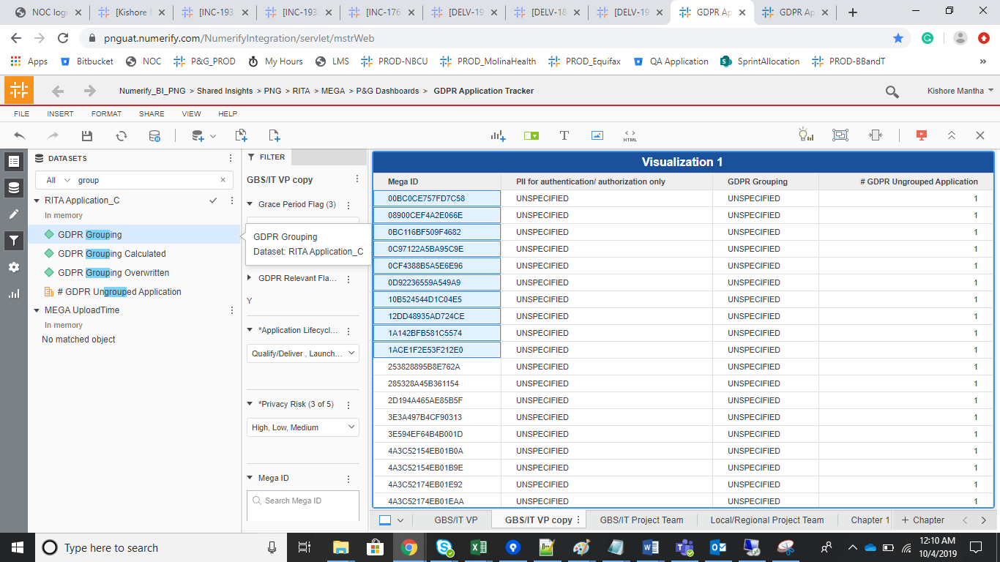 NOC logi
[Kishore
[INC-193
[INC-193
[INC-176
[DELV-19
[DELV-18
[DELV-19
GDPR Ap
GDPR Ap
pnguat.numerify.com/NumerifyIntegration/servlet/mstrWeb
Apps Bitbucket NOC P&G_PROD My Hours LMS PROD-NBCU PROD_MolinaHealth PROD_Equifax QA Application SprintAllocation PROD-BBandT »
Numerify_BI_PNG > Shared Insights > PNG > RITA > MEGA > P&G Dashboards > GDPR Application Tracker
Kishore Mantha
FILE INSERT FORMAT SHARE VIEW HELP
HTML
DATASETS
All group
RITA Application_C
In memory
GDPR Grouping
GDPR Grouping Calculated
GDPR Grouping Overwritten
# GDPR Ungrouped Application
MEGA UploadTime
In memory
No matched object
FILTER
GBS/IT VP copy
Grace Period Flag (3)
GDPR Grouping
Dataset: RITA Application_C
GDPR Relevant Fla...
Y
*Application Lifecycl...
Qualify/Deliver , Launch...
*Privacy Risk (3 of 5)
High, Low, Medium
Mega ID
Search Mega ID
Visualization 1
Mega ID PII for authentication/ authorization only GDPR Grouping # GDPR Ungrouped Application
00BC0CE757FD7C58 UNSPECIFIED UNSPECIFIED 1
08900CEF4A2E066E UNSPECIFIED UNSPECIFIED 1
0BC116BF509F4682 UNSPECIFIED UNSPECIFIED 1
0C97122A5BA95C9E UNSPECIFIED UNSPECIFIED 1
0CF4388B5A5E6E96 UNSPECIFIED UNSPECIFIED 1
0D92236559A549A9 UNSPECIFIED UNSPECIFIED 1
10B524544D1C04E5 UNSPECIFIED UNSPECIFIED 1
12DD48935AD724CE UNSPECIFIED UNSPECIFIED 1
1A142BFB581C5574 UNSPECIFIED UNSPECIFIED 1
1ACE1F2E53F212E0 UNSPECIFIED UNSPECIFIED 1
253828895B8E762A UNSPECIFIED UNSPECIFIED 1
285328A45B361154 UNSPECIFIED UNSPECIFIED 1
2D194A465AE85B5F UNSPECIFIED UNSPECIFIED 1
3E3A497B4CF90313 UNSPECIFIED UNSPECIFIED 1
3E594EF64B4B001D UNSPECIFIED UNSPECIFIED 1
4A3C52154EB01B0A UNSPECIFIED UNSPECIFIED 1
4A3C52154EB01B9E UNSPECIFIED UNSPECIFIED 1
4A3C52174EB01E92 UNSPECIFIED UNSPECIFIED 1
4A3C52174EB01EAA UNSPECIFIED UNSPECIFIED 1
GBS/IT VP GBS/IT VP copy GBS/IT Project Team Local/Regional Project Team Chapter 1 + Chapter
Type here to search
12:10 AM
10/4/2019